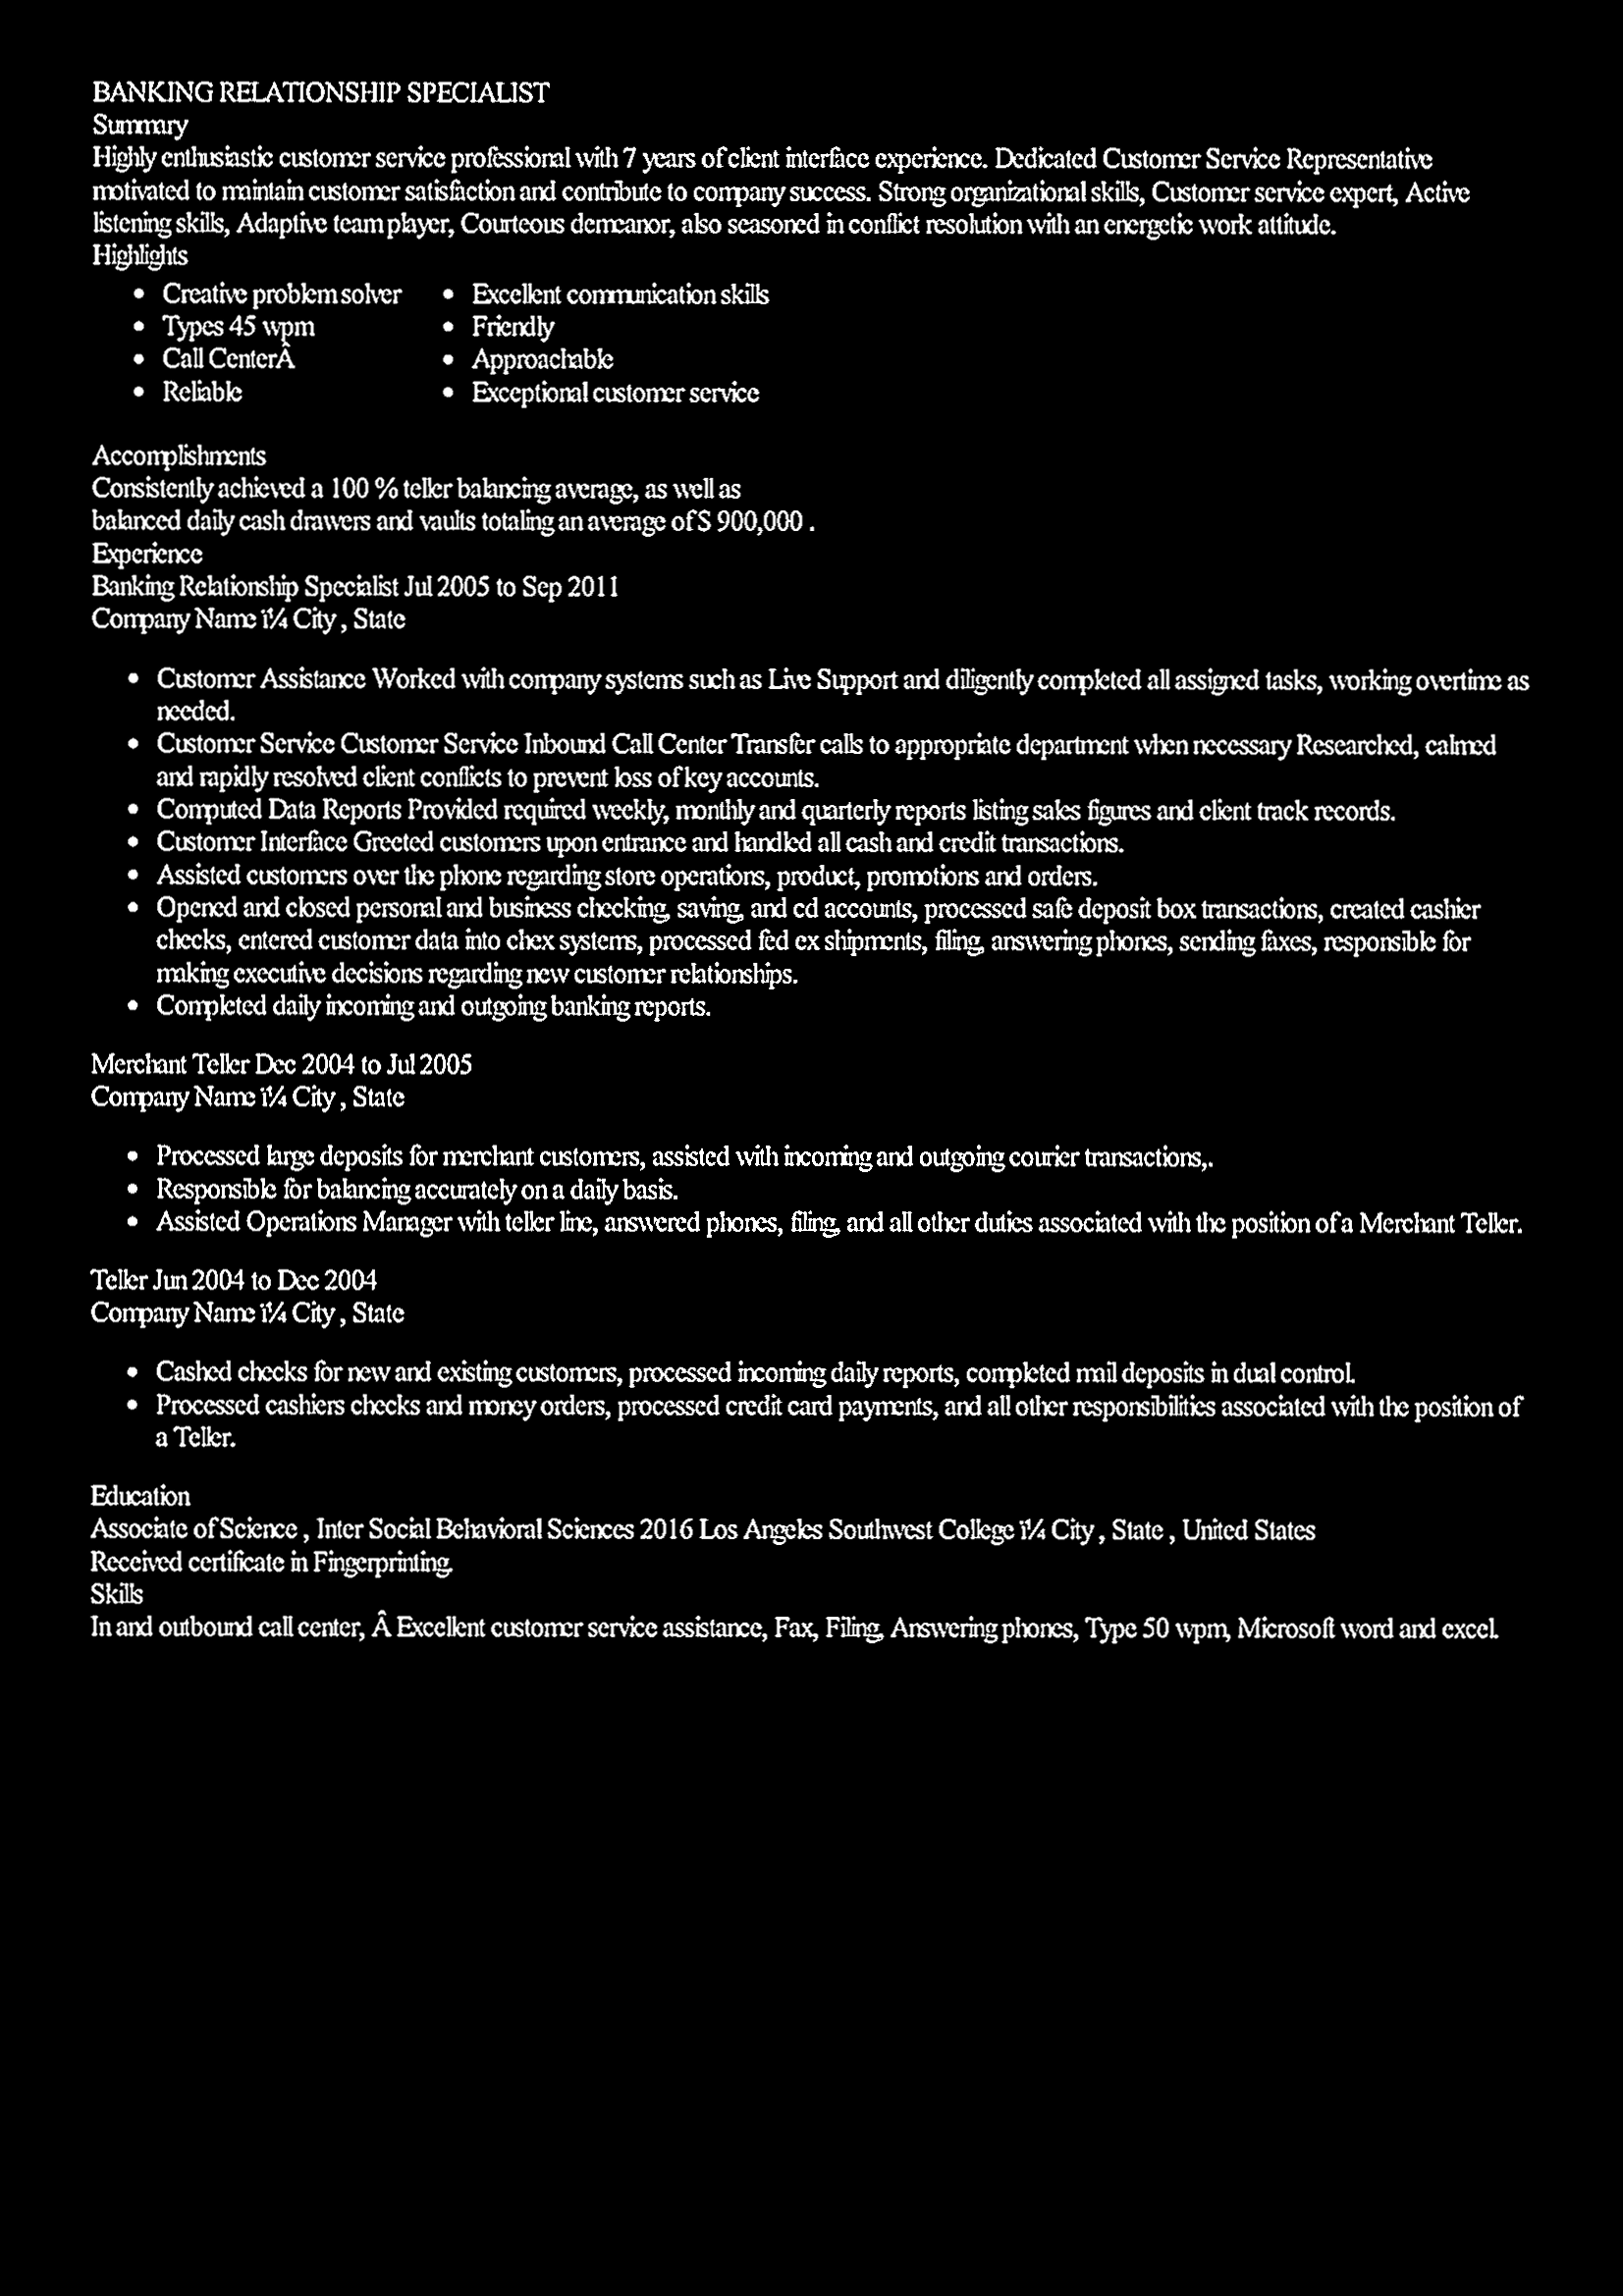 BANKING RELATIONSHIP SPECIALIST
Summary
Highly enthusiastic customer service professional with 7 years of client interface experience. Dedicated Customer Service Representative
motivated to maintain customer satisfaction and contribute to company success. Strong organizational skills, Customer service expert, Active
listening skills, Adaptive team player, Courteous demeanor, also seasoned in conflict resolution with an energetic work attitude.
Highlights
• Creative problem solver
• Types 45 wpm
• Call CenterÂ
• Reliable
• Excellent communication skills
• Friendly
• Approachable
• Exceptional customer service
Accomplishments
Consistently achieved a 100 % teller balancing average, as well as
balanced daily cash drawers and vaults totaling an average of $ 900,000 .
Experience
Banking Relationship Specialist Jul 2005 to Sep 2011
Company Name ï¼ City , State
• Customer Assistance Worked with company systems such as Live Support and diligently completed all assigned tasks, working overtime as
needed.
• Customer Service Customer Service Inbound Call Center Transfer calls to appropriate department when necessary Researched, calmed
and rapidly resolved client conflicts to prevent loss of key accounts.
• Computed Data Reports Provided required weekly, monthly and quarterly reports listing sales figures and client track records.
• Customer Interface Greeted customers upon entrance and handled all cash and credit transactions.
• Assisted customers over the phone regarding store operations, product, promotions and orders.
• Opened and closed personal and business checking, saving, and cd accounts, processed safe deposit box transactions, created cashier
checks, entered customer data into chex systems, processed fed ex shipments, filing, answering phones, sending faxes, responsible for
making executive decisions regarding new customer relationships.
• Completed daily incoming and outgoing banking reports.
Merchant Teller Dec 2004 to Jul 2005
Company Name ï¼ City , State
• Processed large deposits for merchant customers, assisted with incoming and outgoing courier transactions,.
• Responsible for balancing accurately on a daily basis.
• Assisted Operations Manager with teller line, answered phones, filing, and all other duties associated with the position of a Merchant Teller.
Teller Jun 2004 to Dec 2004
Company Name ï¼ City , State
• Cashed checks for new and existing customers, processed incoming daily reports, completed mail deposits in dual control.
• Processed cashiers checks and money orders, processed credit card payments, and all other responsibilities associated with the position of
a Teller.
Education
Associate of Science , Inter Social Behavioral Sciences 2016 Los Angeles Southwest College ï¼ City , State , United States
Received certificate in Fingerprinting.
Skills
In and outbound call center, Â Excellent customer service assistance, Fax, Filing, Answering phones, Type 50 wpm, Microsoft word and excel.